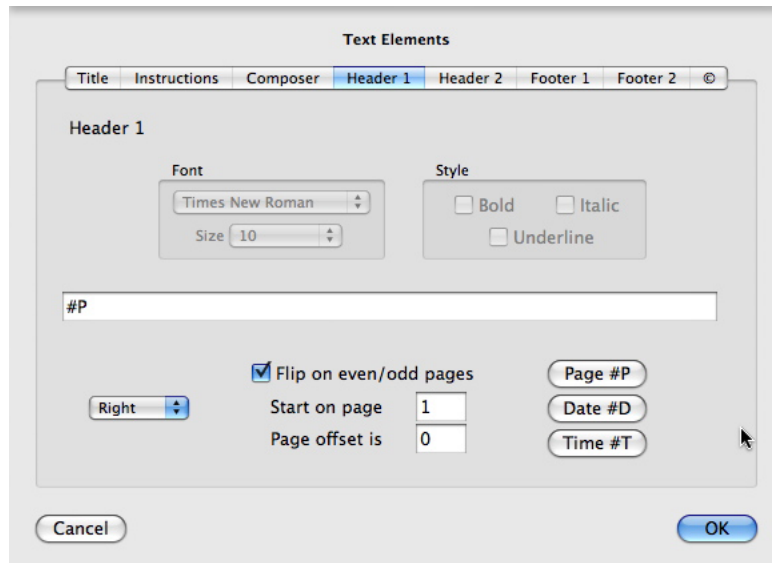 Text Elements
Title Instructions Composer Header 1 Header 2 Footer 1 Footer 2 ©
Header 1
Font Style
Times New Roman Bold Italic
Size 10 Underline
#P
Flip on even/odd pages Page #P
Right Start on page 1 Date #D
Page offset is 0 Time #T
Cancel OK